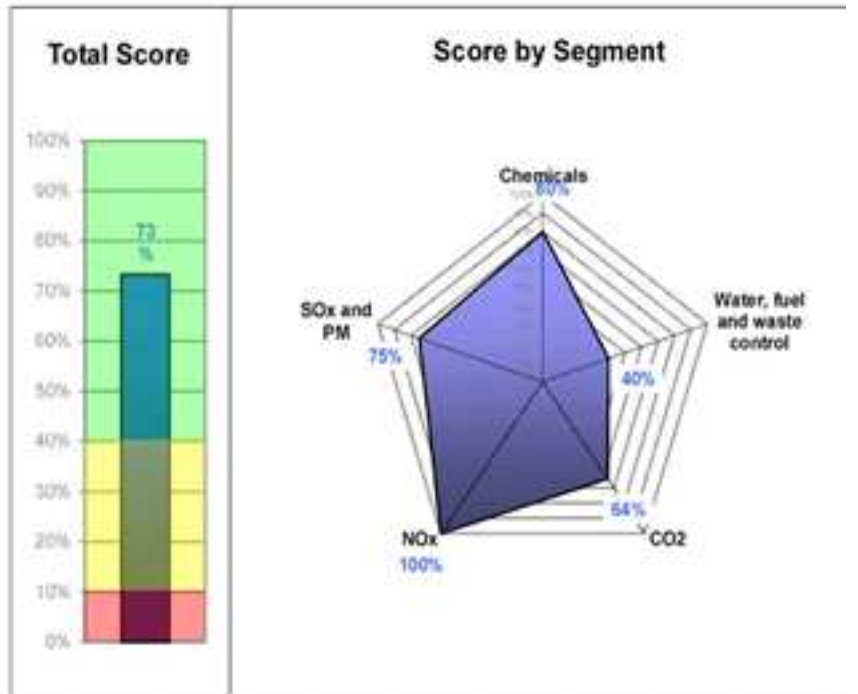 Total Score
Score by Segment
100%
90%
80%
70%
60%
50%
40%
30%
20%
10%
0%
73
%
Chemicals
80%
Water, fuel
and waste
control
40%
64%
CO2
NOx
100%
SOx and
PM
75%